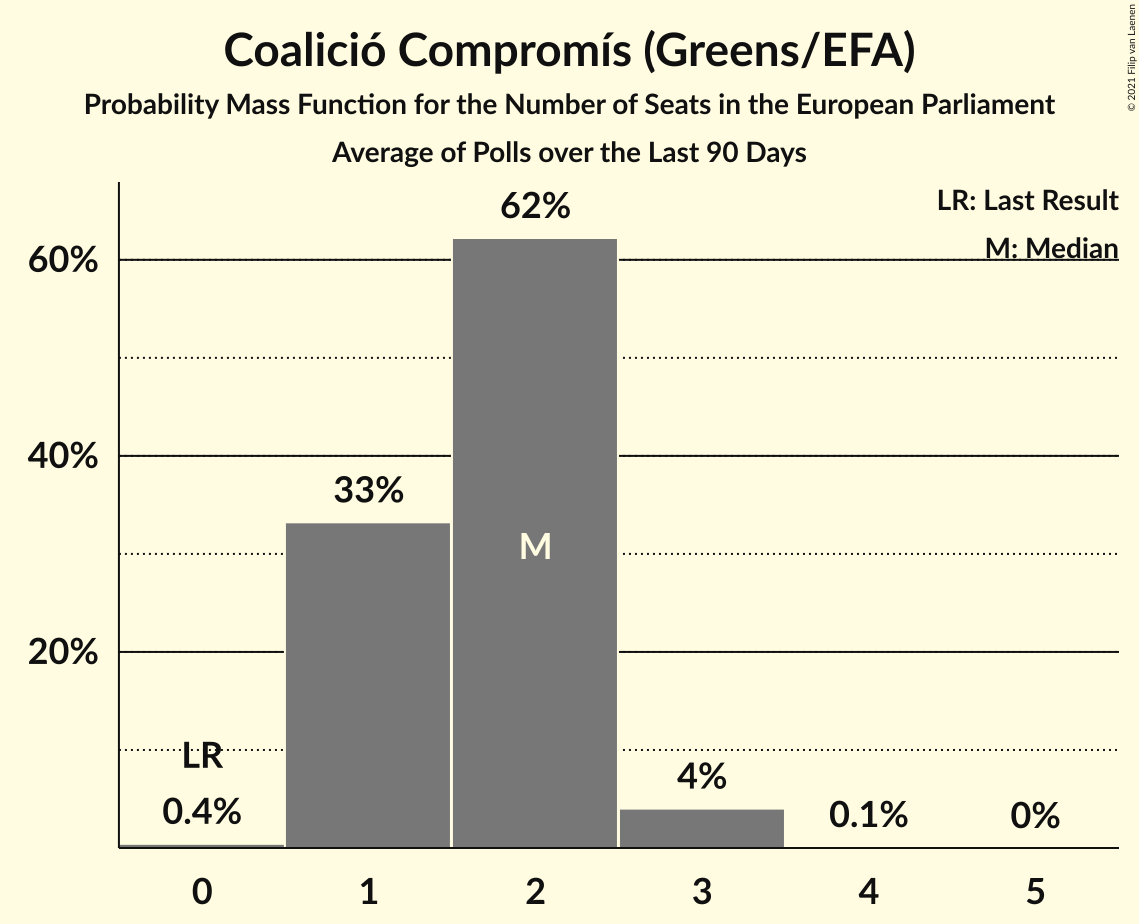 Coalició Compromís (Greens/EFA)
Probability Mass Function for the Number of Seats in the European Parliament
Average of Polls over the Last 90 Days
© 2021 Filip van Laenen
LR: Last Result
M: Median
62%
60%
40%
33%
M
20%
LR
0.4%
4%
0.1%
0%
0 1 2 3 4 5